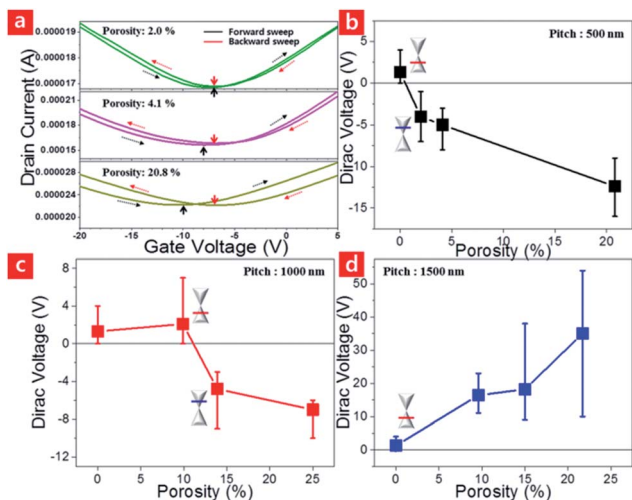 a
Porosity: 2.0 %
Forward sweep
Backward sweep
0.000019
0.000018
0.000017
Porosity: 4.1 %
0.00021
0.00018
0.00015
Porosity: 20.8 %
0.000024
0.000020
Drain Current (A)
-20 -15 -10 -5 0 5
Gate Voltage (V)
b
Pitch : 500 nm
5
0
-5
-10
-15
Dirac Voltage (V)
0 5 10 15 20
Porosity (%)
c
Pitch : 1000 nm
8
4
0
-4
-8
-12
Dirac Voltage (V)
0 5 10 15 20 25
Porosity (%)
d
Pitch : 1500 nm
50
40
30
20
10
0
Dirac Voltage (V)
0 5 10 15 20 25
Porosity (%)